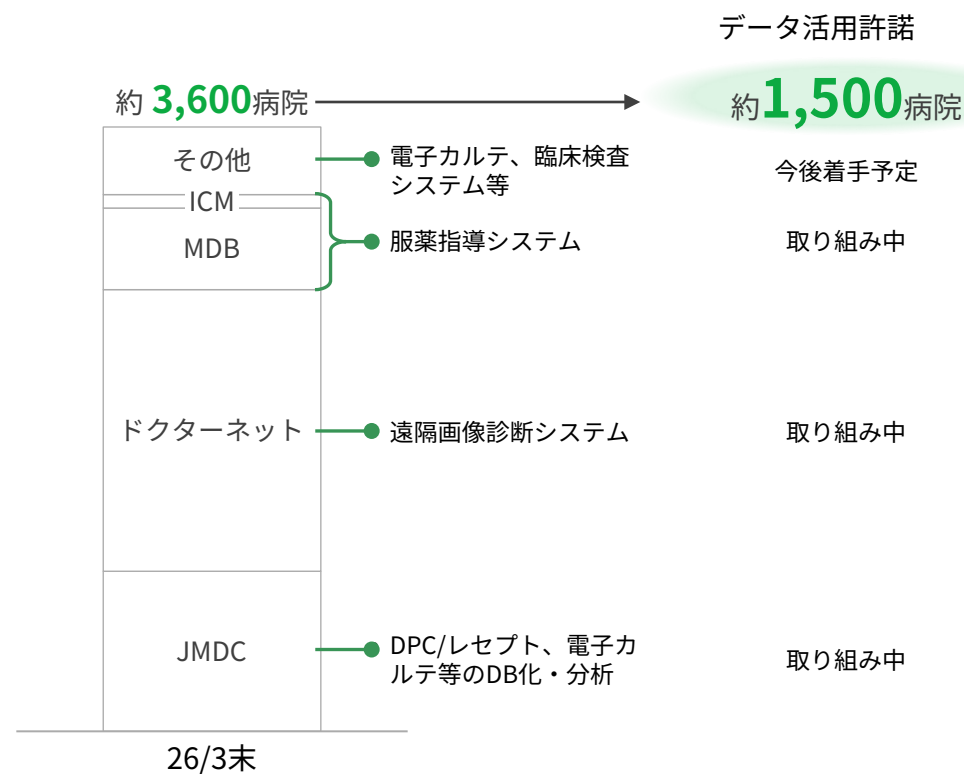 データ活用許諾
約 3,600病院
約1,500病院
その他
電子カルテ、臨床検査
システム等
今後着手予定
ICM
MDB
服薬指導システム
取り組み中
ドクターネット
遠隔画像診断システム
取り組み中
JMDC
DPC/レセプト、電子カ
ルテ等のDB化・分析
取り組み中
26/3末